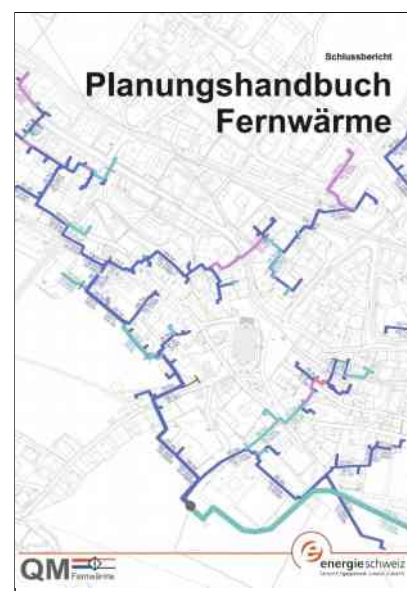 Schlussbericht
Planungshandbuch
Fernwärme
QM Fernwärme
energieschweiz